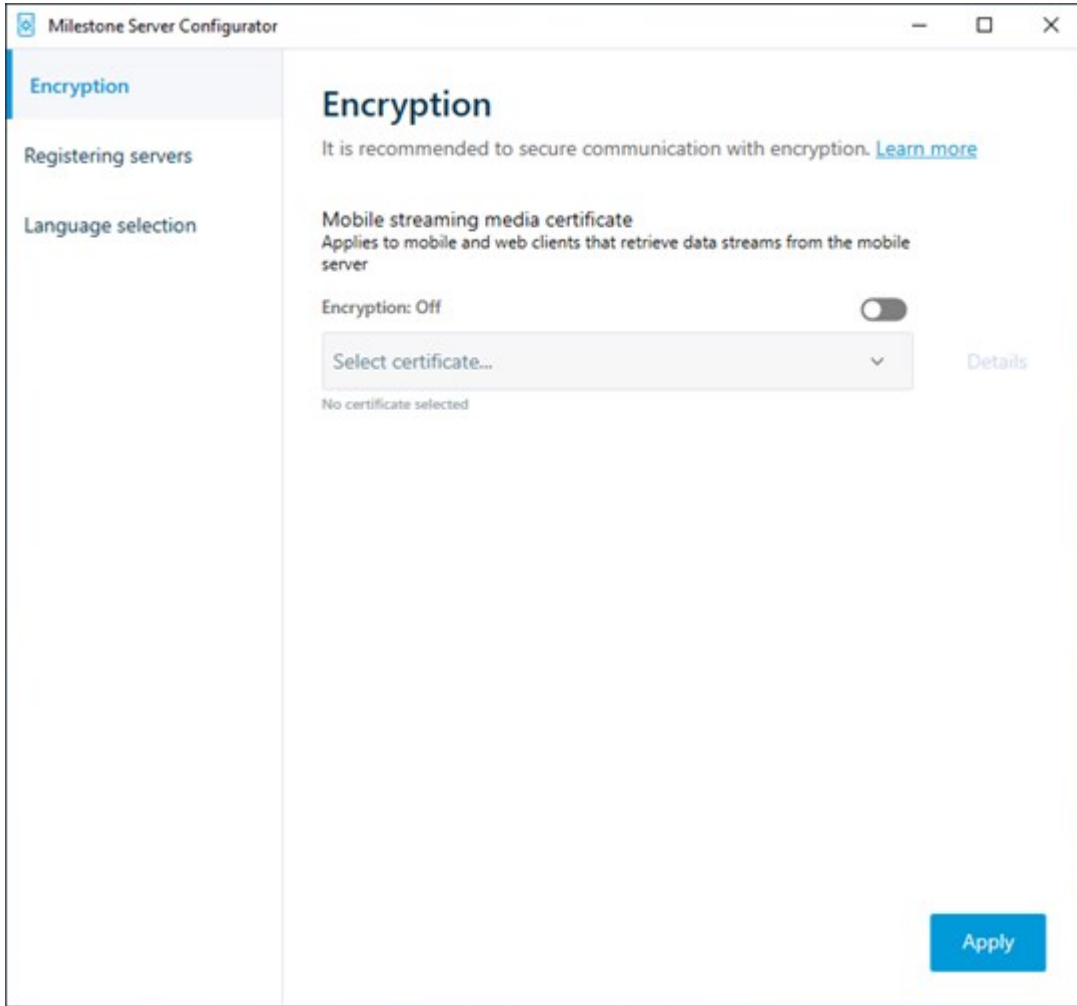 Milestone Server Configurator
Encryption
Registering servers
Language selection
Encryption
It is recommended to secure communication with encryption. Learn more
Mobile streaming media certificate
Applies to mobile and web clients that retrieve data streams from the mobile
server
Encryption: Off
Select certificate...
Details
No certificate selected
Apply